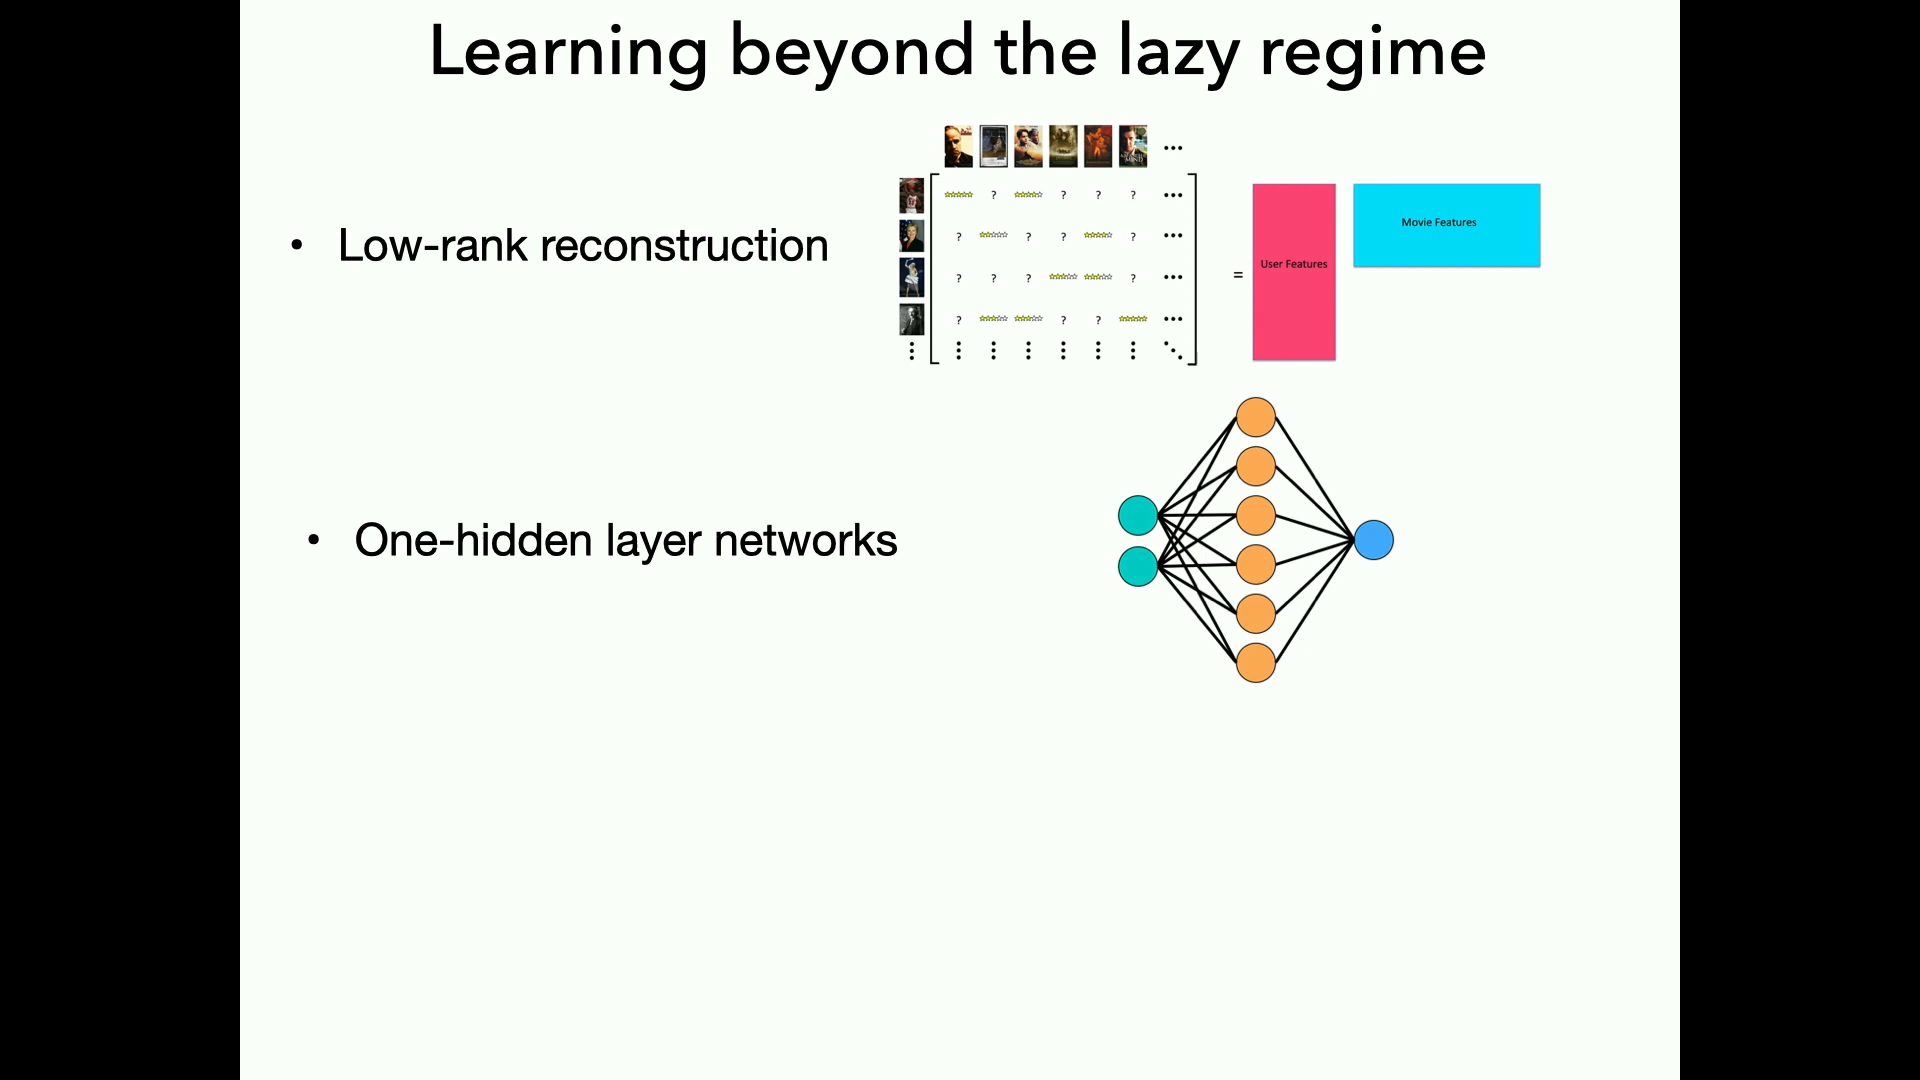 Learning beyond the lazy regime
...
? ? ? ? ...
• Low-rank reconstruction
? ? ? ? ...
Movie Features
? ? ? ? ...
= User Features
? ? ? ...
• One-hidden layer networks